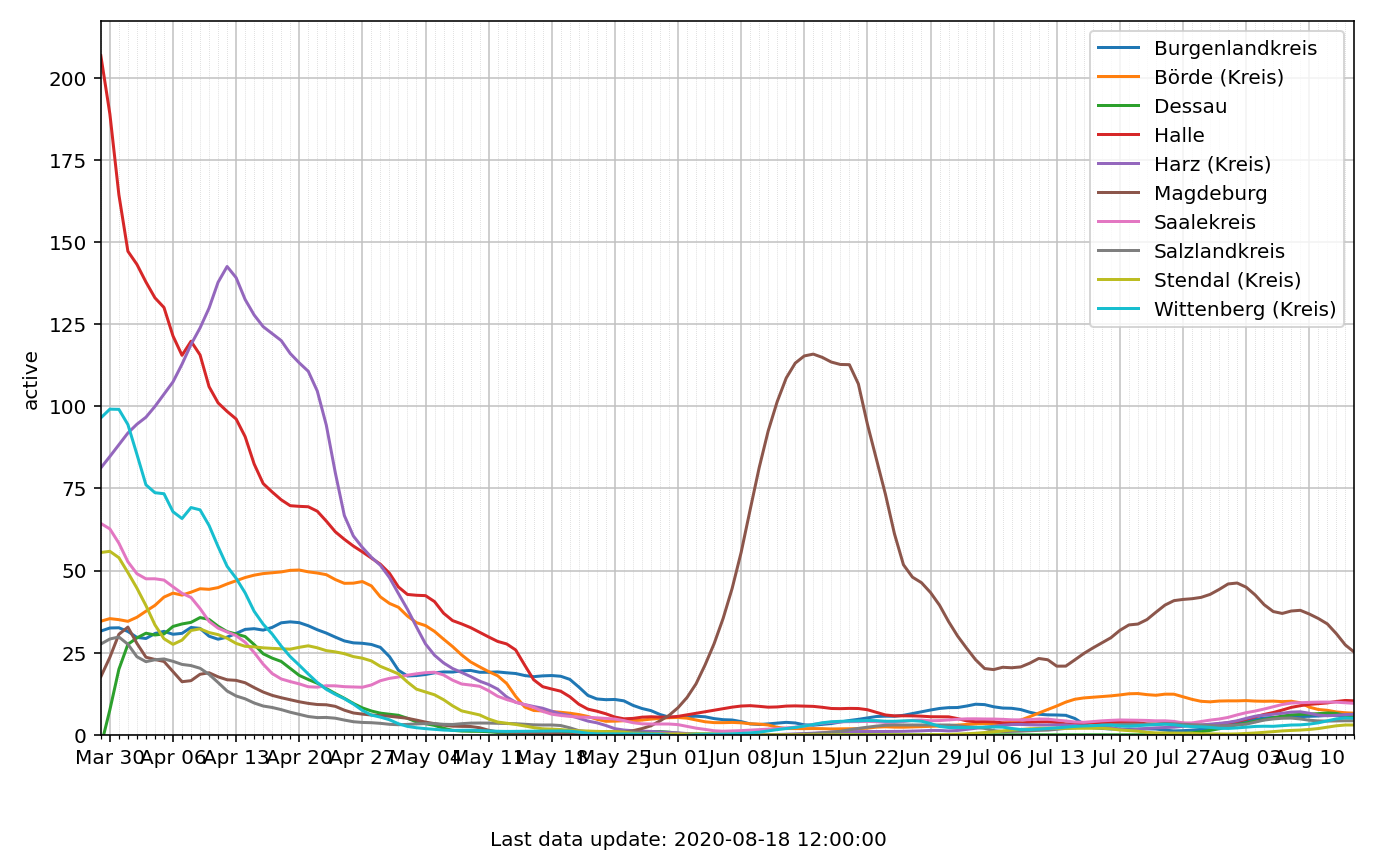 200
175
150
125
100
75
50
25
0
active
Burgenlandkreis
Börde (Kreis)
Dessau
Halle
Harz (Kreis)
Magdeburg
Saalekreis
Salzlandkreis
Stendal (Kreis)
Wittenberg (Kreis)
Mar 30 Apr 06 Apr 13 Apr 20 Apr 27 May 04 May 11 May 18 May 25 Jun 01 Jun 08 Jun 15 Jun 22 Jun 29 Jul 06 Jul 13 Jul 20 Jul 27 Aug 03 Aug 10
Last data update: 2020-08-18 12:00:00